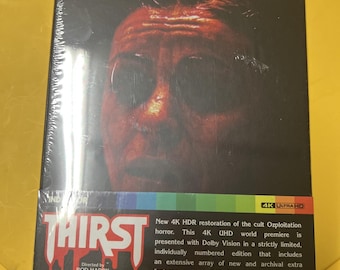 INDICATOR
4K ULTRA HD
THIRST
Directed by
ROD HARDY
New 4K HDR restoration of the cult Ozploitation
horror. This 4K UHD world premiere is
presented with Dolby Vision in a strictly limited,
individually numbered edition that includes
an extensive array of new and archival extra